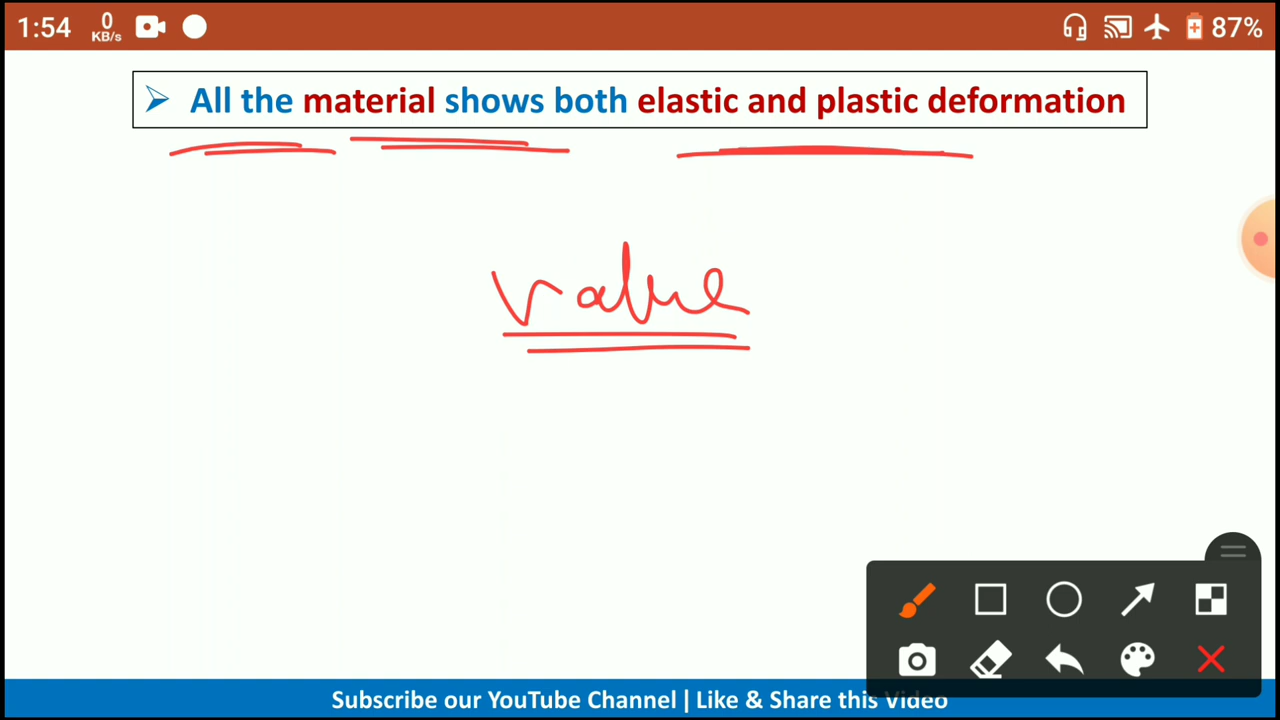 1:54 0 KB/s 87%
➢ All the material shows both elastic and plastic deformation
value
Subscribe our YouTube Channel | Like & Share this Video